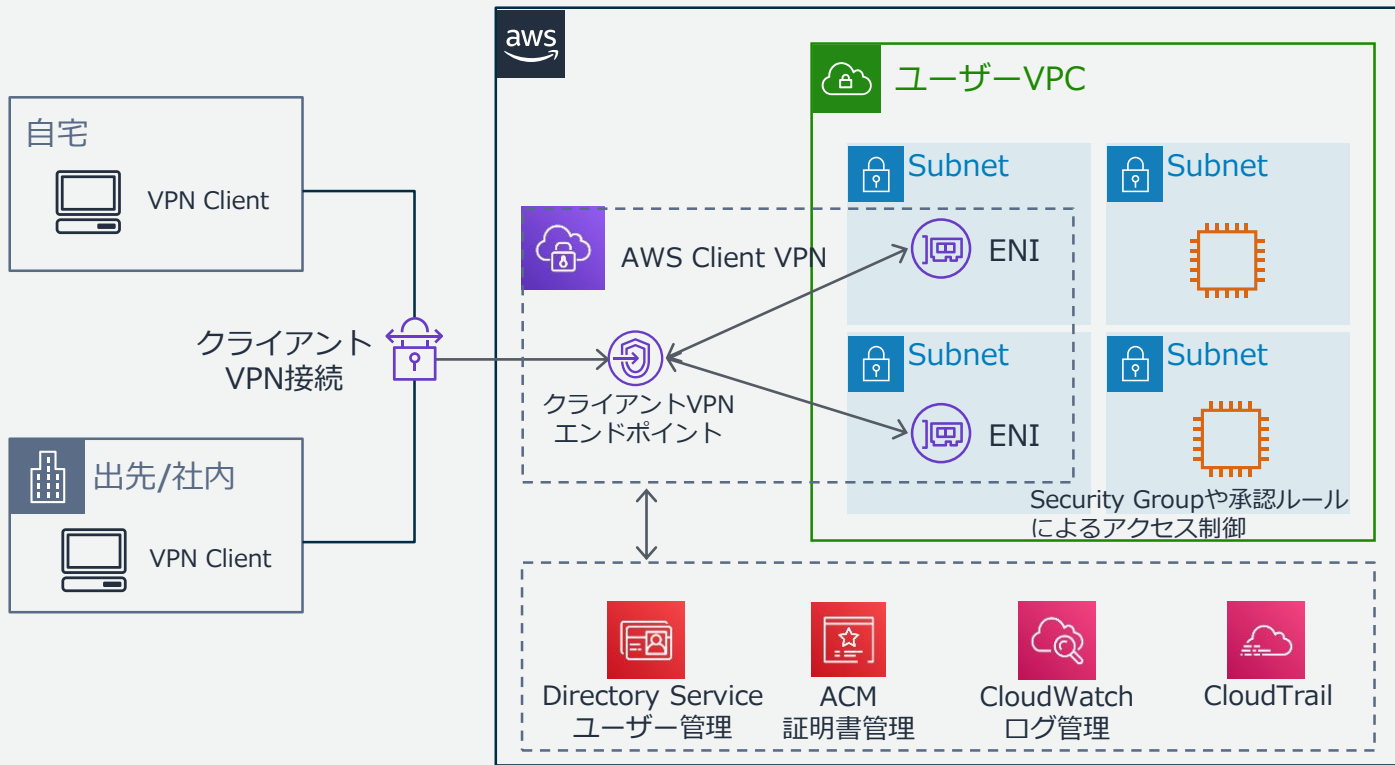 aws
ユーザーVPC
自宅
VPN Client
Subnet
Subnet
AWS Client VPN
ENI
クライアント
VPN接続
Subnet
Subnet
クライアントVPN
エンドポイント
ENI
出先/社内
VPN Client
Security Groupや承認ルール
によるアクセス制御
Directory Service
ユーザー管理
ACM
証明書管理
CloudWatch
ログ管理
CloudTrail